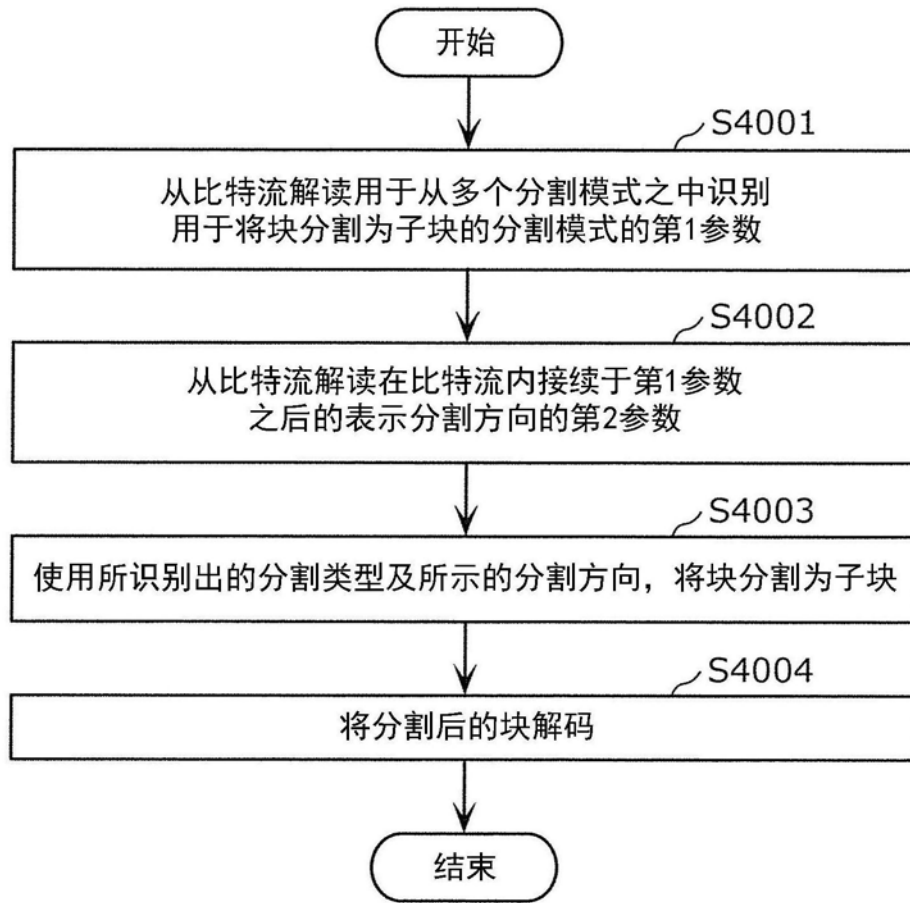 开始
S4001
从比特流解读用于从多个分割模式之中识别
用于将块分割为子块的分割模式的第1参数
S4002
从比特流解读在比特流内接续于第1参数
之后的表示分割方向的第2参数
S4003
使用所识别出的分割类型及所示的分割方向，将块分割为子块
S4004
将分割后的块解码
结束